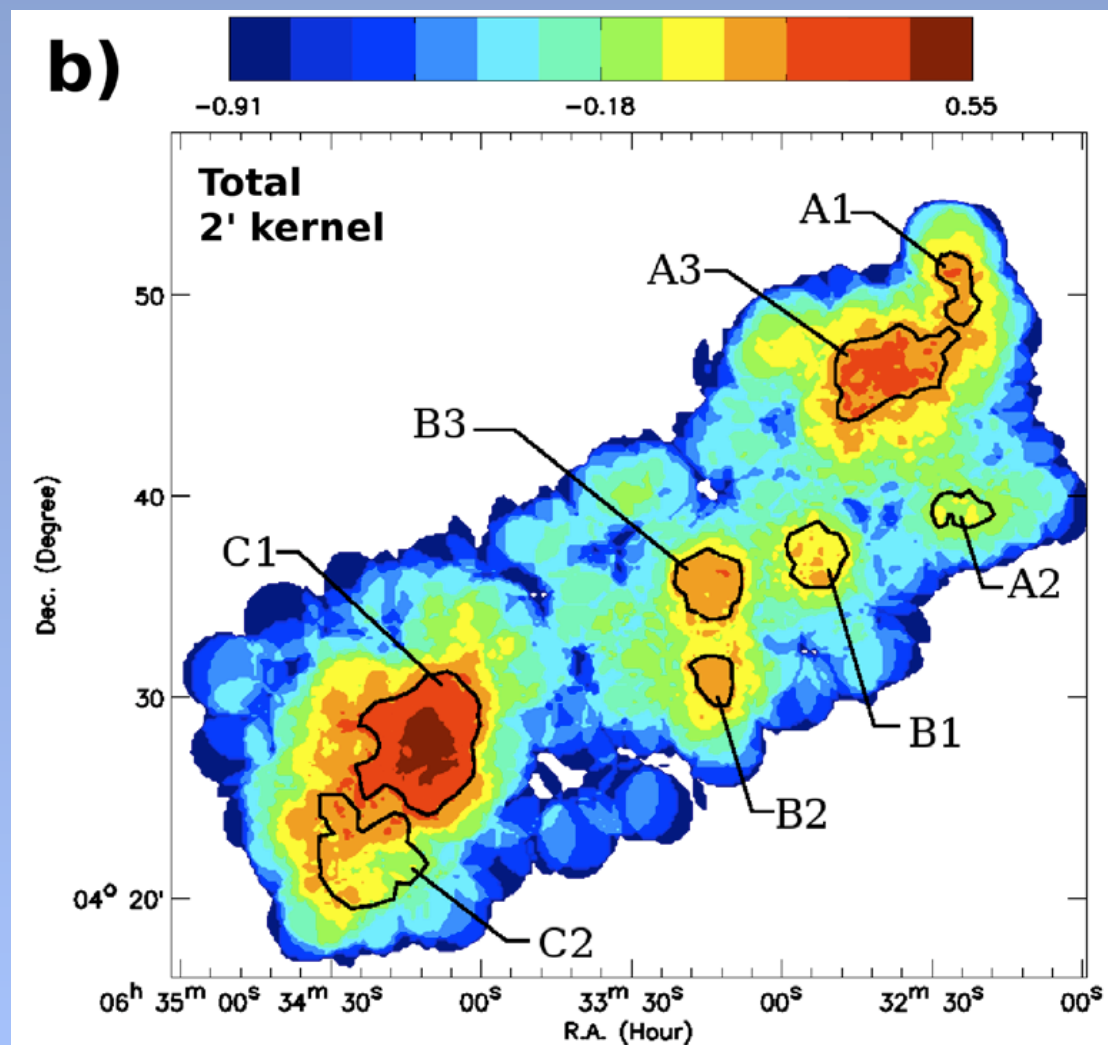 b)
−0.91 −0.18 0.55
Total
2' kernel
A1
A3
50
B3
40
C1
A2
30
B1
B2
04° 20'
C2
Dec. (Degree)
06ʰ 35ᵐ 00ˢ 34ᵐ 30ˢ 00ˢ 33ᵐ 30ˢ 00ˢ 32ᵐ 30ˢ 00ˢ
R.A. (Hour)